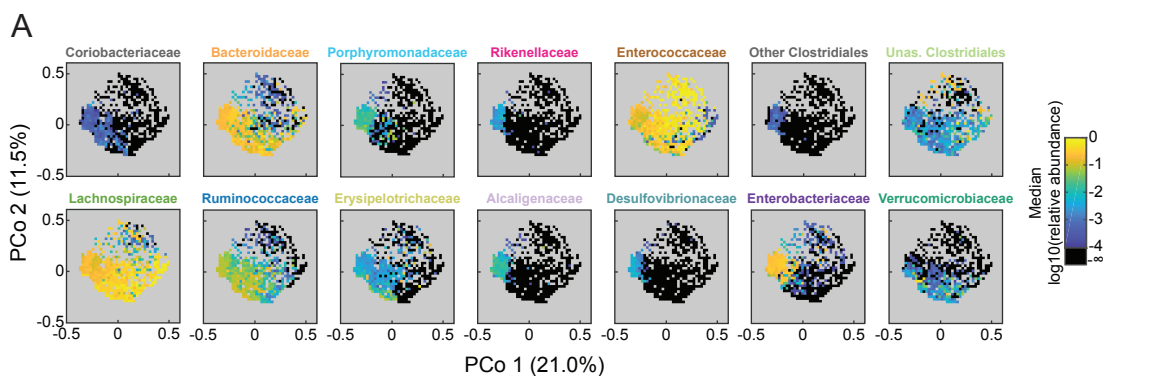 A
Coriobacteriaceae Bacteroidaceae Porphyromonadaceae Rikenellaceae Enterococcaceae Other Clostridiales Unas. Clostridiales
0.5
0
-0.5
Lachnospiraceae Ruminococcaceae Erysipelotrichaceae Alcaligenaceae Desulfovibrionaceae Enterobacteriaceae Verrucomicrobiaceae
0.5
0
-0.5
-0.5 0 0.5 -0.5 0 0.5 -0.5 0 0.5 -0.5 0 0.5 -0.5 0 0.5 -0.5 0 0.5 -0.5 0 0.5
PCo 1 (21.0%)
PCo 2 (11.5%)
Median
log10(relative abundance)
0
-1
-2
-3
-4
-∞